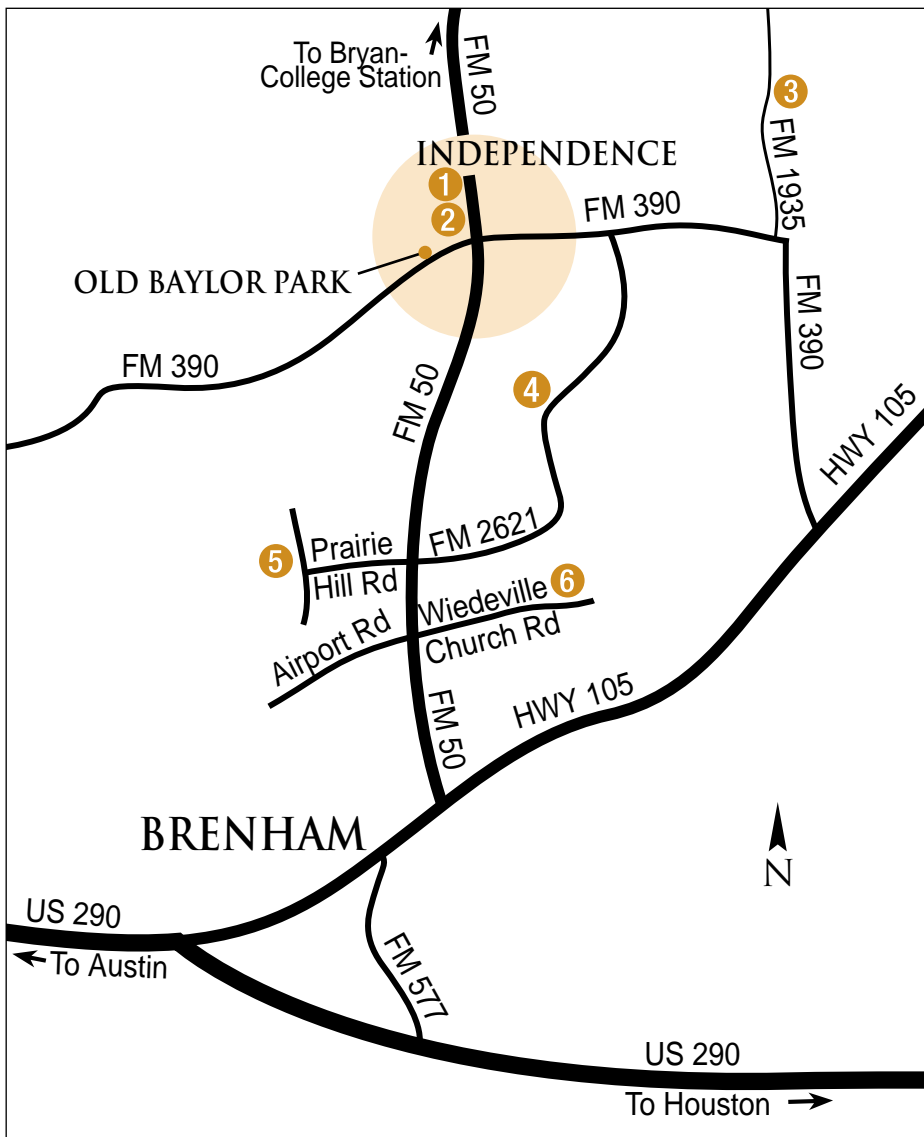 To Bryan-
College Station
FM 50
3
FM 1935
INDEPENDENCE
1
2
FM 390
OLD BAYLOR PARK
FM 390
FM 390
FM 50
4
HWY 105
5
Prairie
Hill Rd
FM 2621
6
Wiedeville
Church Rd
Airport Rd
FM 50
HWY 105
BRENHAM
N
US 290
To Austin
FM 577
US 290
To Houston